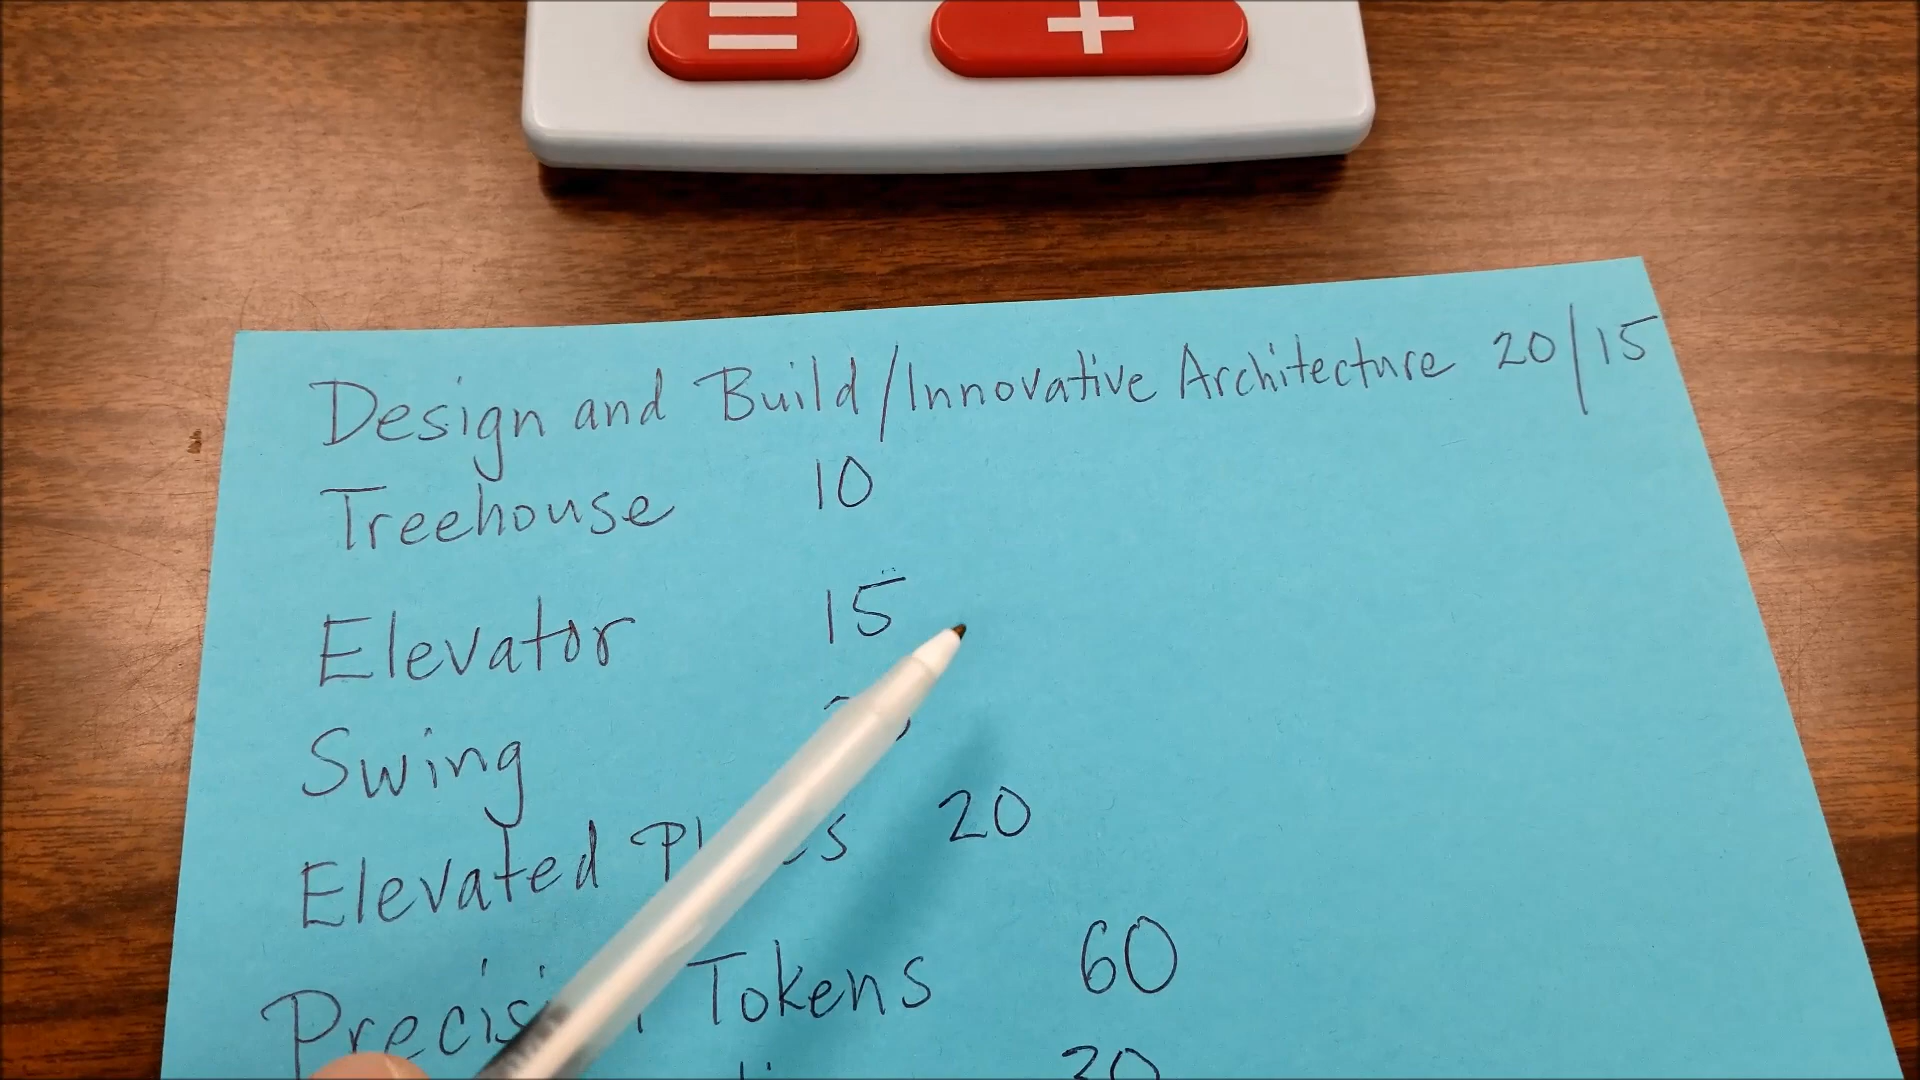 = +
Design and Build/Innovative Architecture 20/15
Treehouse 10
Elevator 15
Swing
Elevated 20
Tokens 60